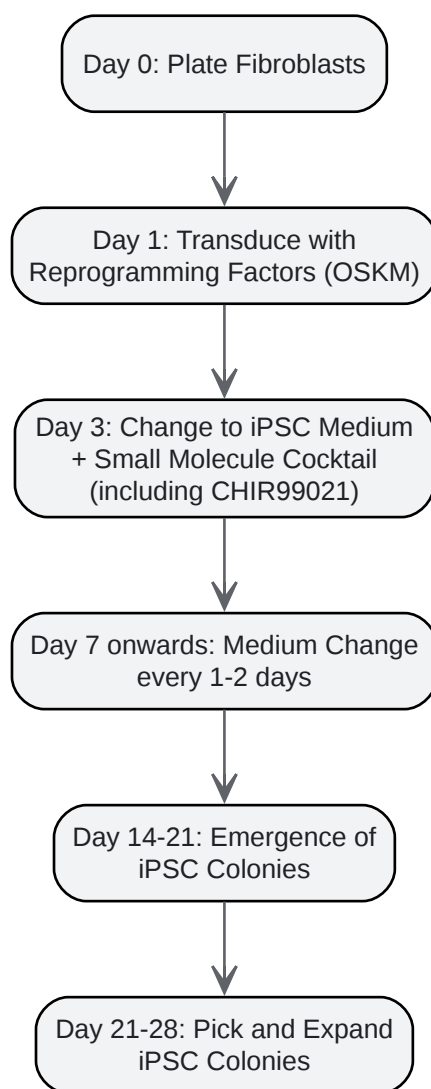 Day 0: Plate Fibroblasts
Day 1: Transduce with
Reprogramming Factors (OSKM)
Day 3: Change to iPSC Medium
+ Small Molecule Cocktail
(including CHIR99021)
Day 7 onwards: Medium Change
every 1-2 days
Day 14-21: Emergence of
iPSC Colonies
Day 21-28: Pick and Expand
iPSC Colonies